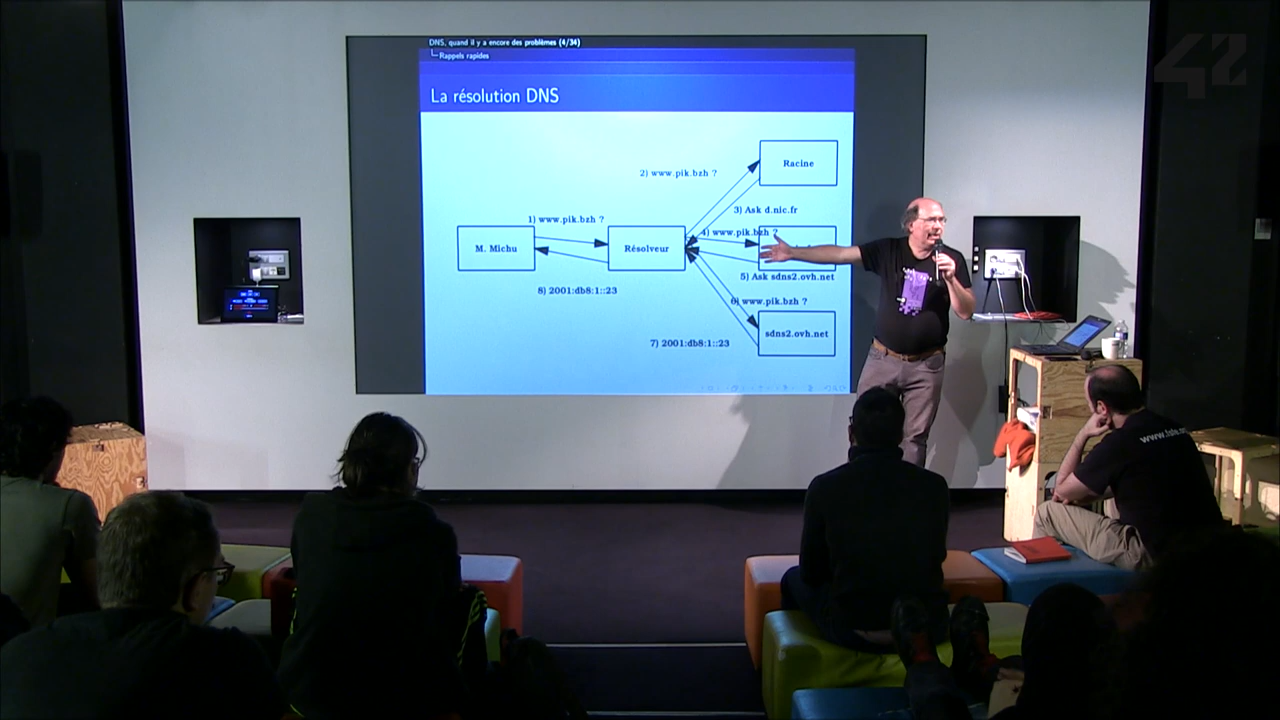 42
DNS, quand il y a encore des problèmes (4/34)
Rappels rapides
La résolution DNS
Racine
2) www.pik.bzh ?
3) Ask d.nic.fr
1) www.pik.bzh ?
4) www.pik.bzh ?
M. Michu
Résolveur
5) Ask sdns2.ovh.net
8) 2001:db8:1::23
6) www.pik.bzh ?
sdns2.ovh.net
7) 2001:db8:1::23